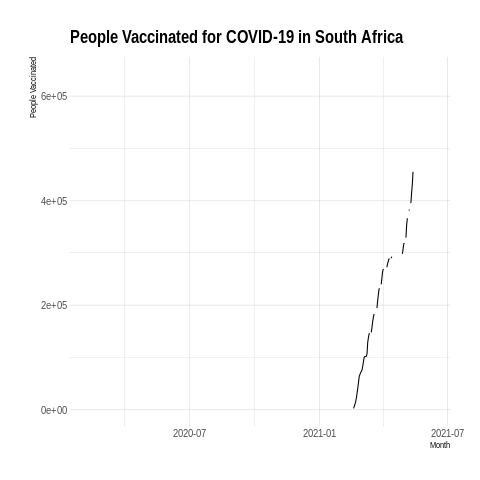 People Vaccinated for COVID-19 in South Africa
People Vaccinated
6e+05
4e+05
2e+05
0e+00
2020-07
2021-01
2021-07
Month